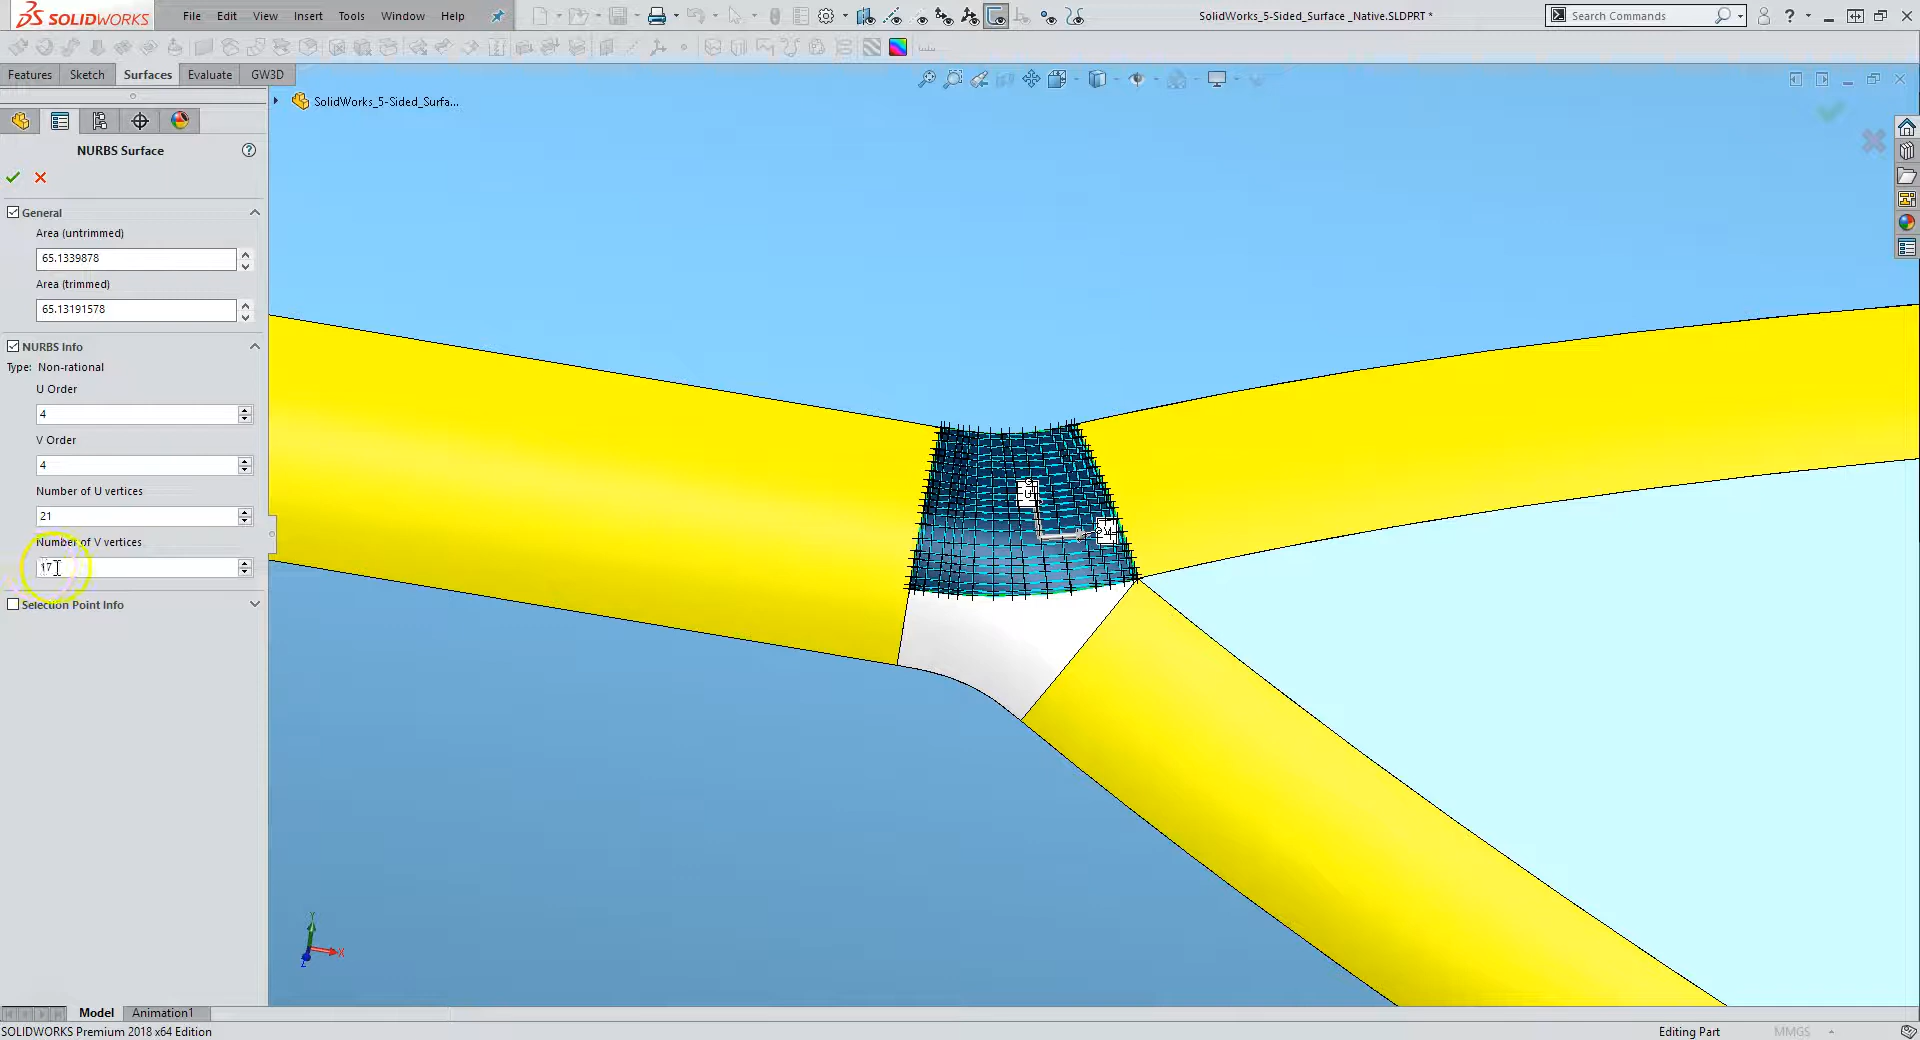 SOLIDWORKS File Edit View Insert Tools Window Help SolidWorks_5-Sided_Surface _Native.SLDPRT * Search Commands ?
Features Sketch Surfaces Evaluate GW3D
SolidWorks_5-Sided_Surfa...
NURBS Surface ?
General
Area (untrimmed)
65.1339878
Area (trimmed)
65.13191578
NURBS Info
Type: Non-rational
U Order
4
V Order
4
Number of U vertices
21
Number of V vertices
17
Selection Point Info
Y
X
Z
Model Animation1
SOLIDWORKS Premium 2018 x64 Edition Editing Part MMGS